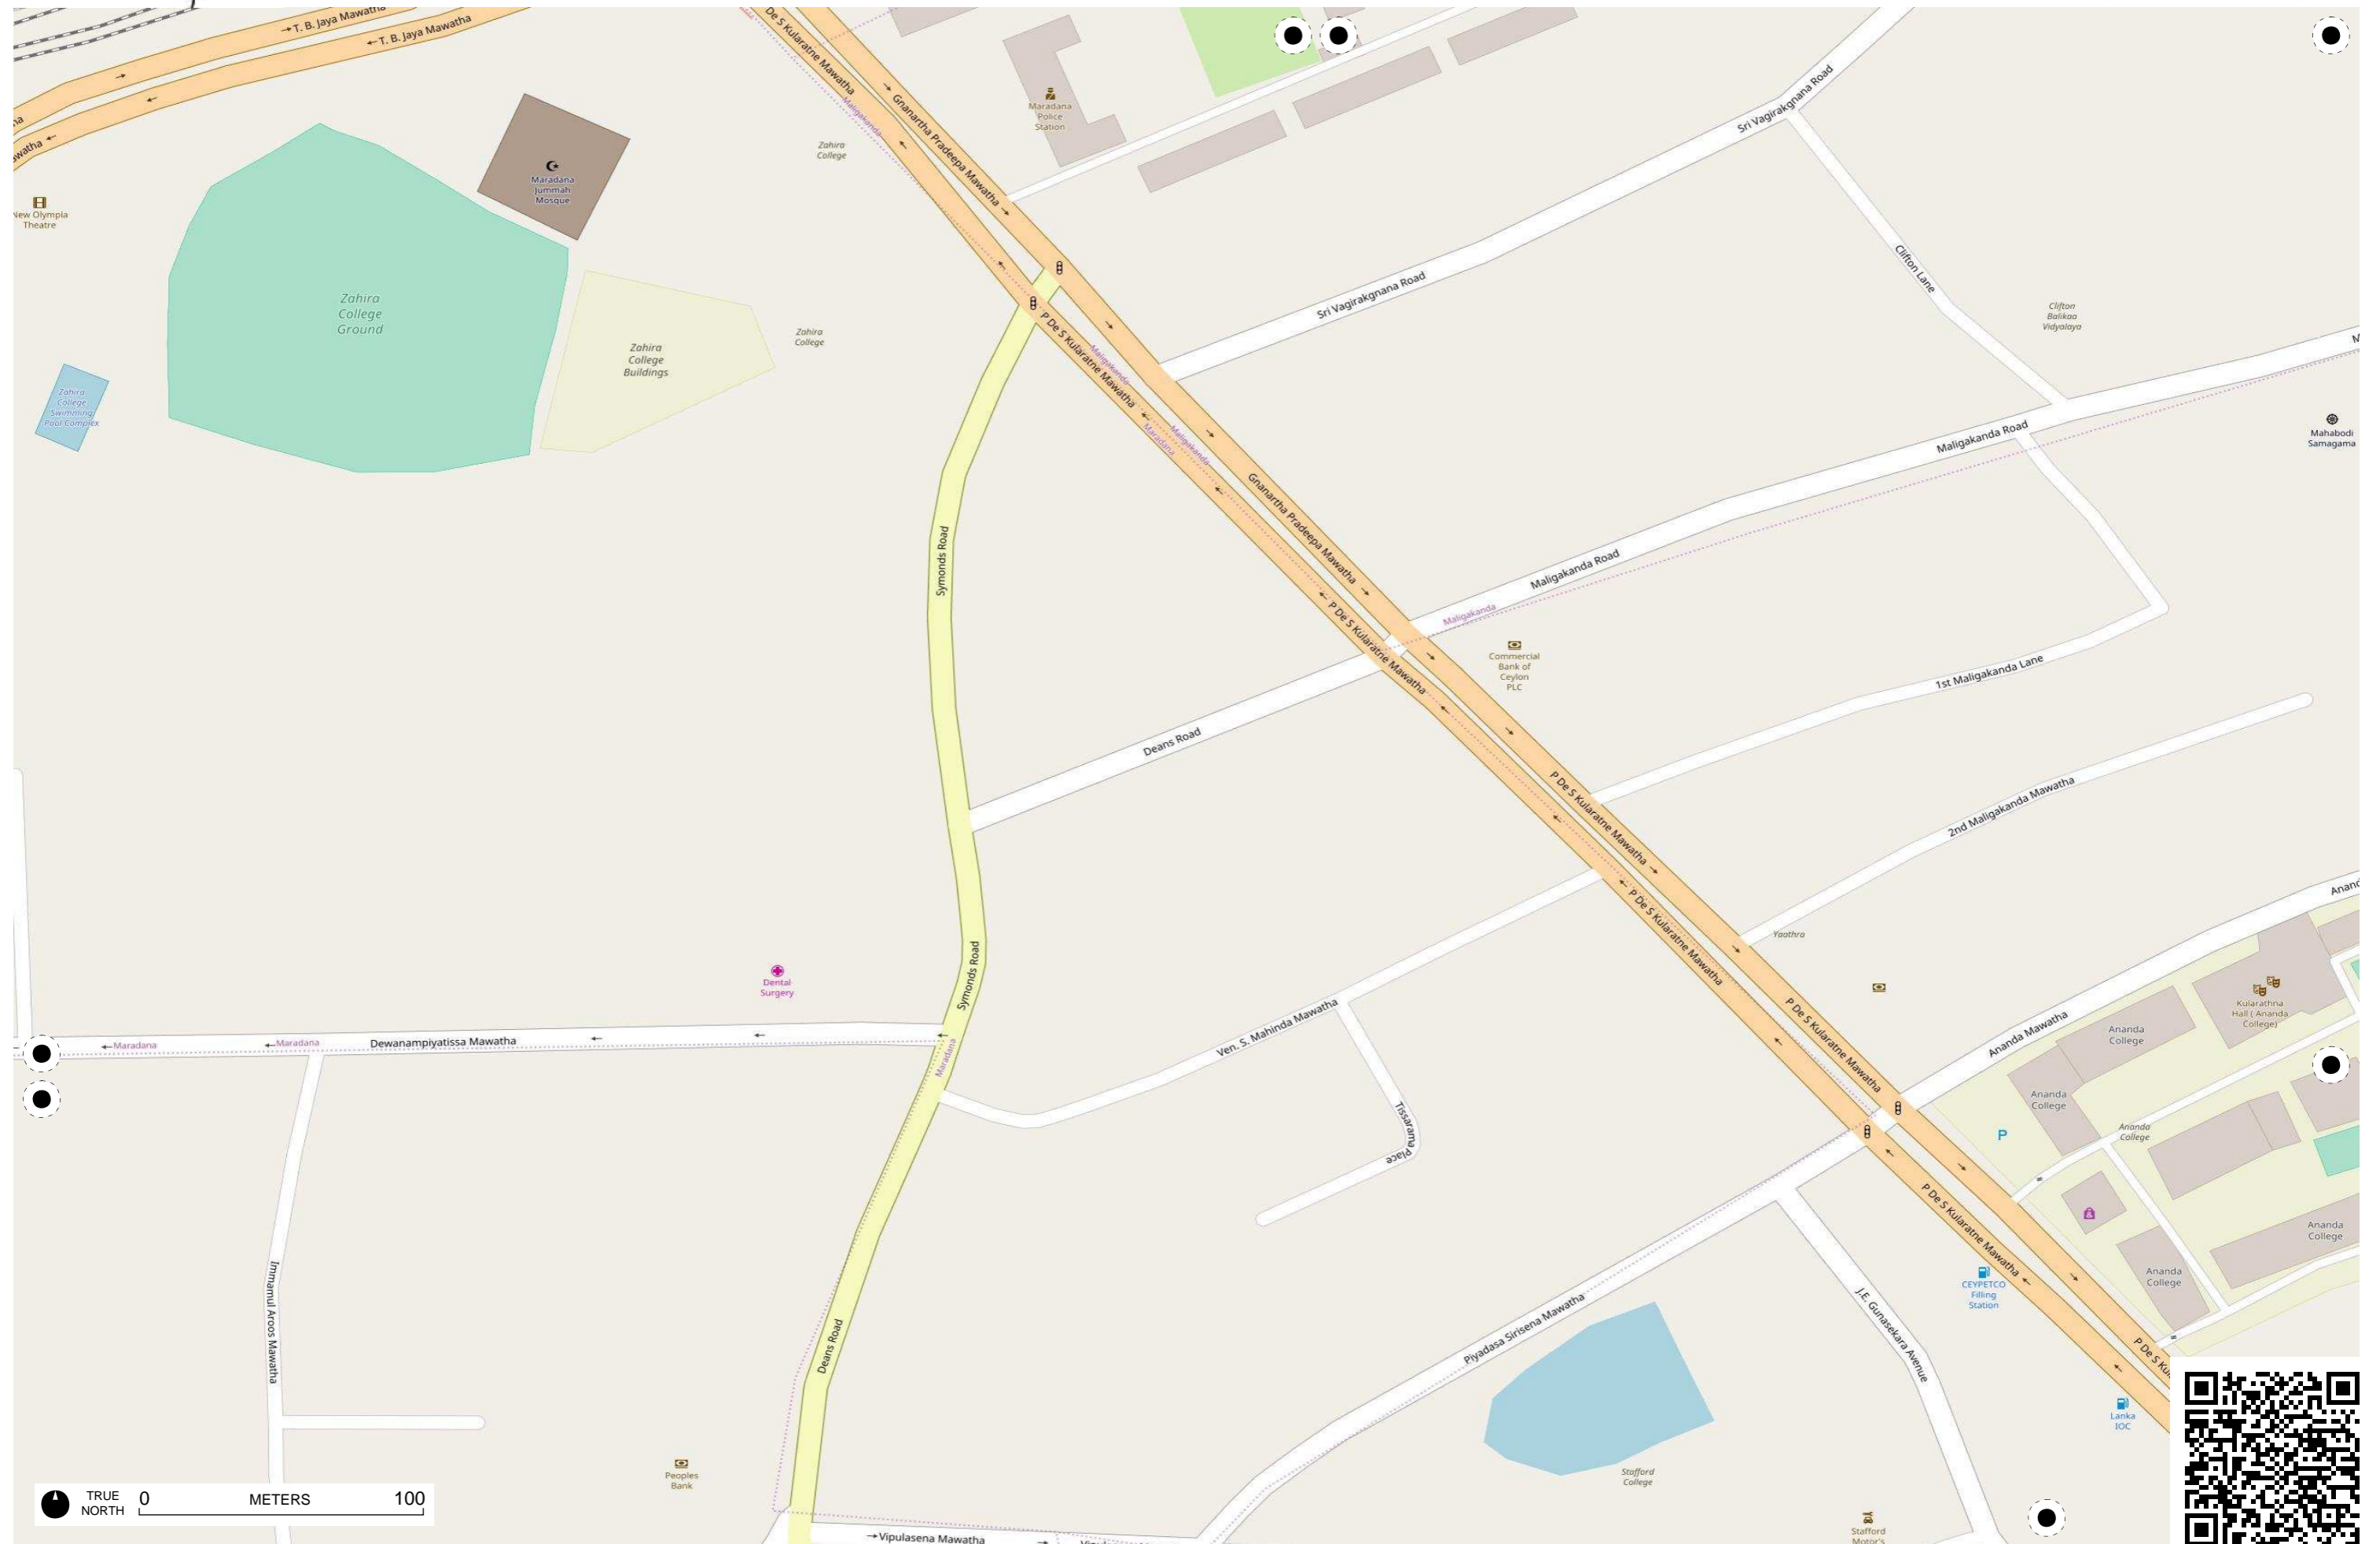 T. B. Jaya Mawatha
T. B. Jaya Mawatha
De S Kularatne Mawatha
Gnanartha Pradeepa Mawatha
Maligakanda
Maradana
Police
Station
Zahira
College
Sri Vagirakgnana Road
Maradana
Jummah
Mosque
New Olympia
Theatre
Clifton Lane
Zahira
College
Ground
Zahira
College
Buildings
Zahira
College
Sri Vagirakgnana Road
Clifton
Balikao
Vidyalaya
P De S Kularatne Mawatha
Maligakanda
Zahira
College
Swimming
Pool Complex
Maradana
Maligakanda
Maligakanda Road
Mahabodi
Samagama
Gnanartha Pradeepa Mawatha
Symonds Road
Maligakanda Road
Maligakanda
P De S Kularatne Mawatha
Commercial
Bank of
Ceylon
PLC
1st Maligakanda Lane
Deans Road
P De S Kularatne Mawatha
2nd Maligakanda Mawatha
P De S Kularatne Mawatha
Yaathra
Symonds Road
Dental
Surgery
Kularathna
Hall ( Ananda
College)
Ananda
College
Ananda Mawatha
P De S Kularatne Mawatha
Ven. S. Mahinda Mawatha
Maradana
Maradana
Dewanampiyatissa Mawatha
Maradana
Ananda
College
Tissarama
Place
P
Ananda
College
P De S Kularatne Mawatha
Ananda
College
CEYPETCO
Filling
Station
Ananda
College
Immamul Aroos Mawatha
Deans Road
Piyadasa Sirisena Mawatha
J.E. Gunasekara Avenue
Lanka
IOC
Peoples
Bank
Stafford
College
TRUE
NORTH
0 METERS 100
Vipulasena Mawatha
Stafford
Motor's